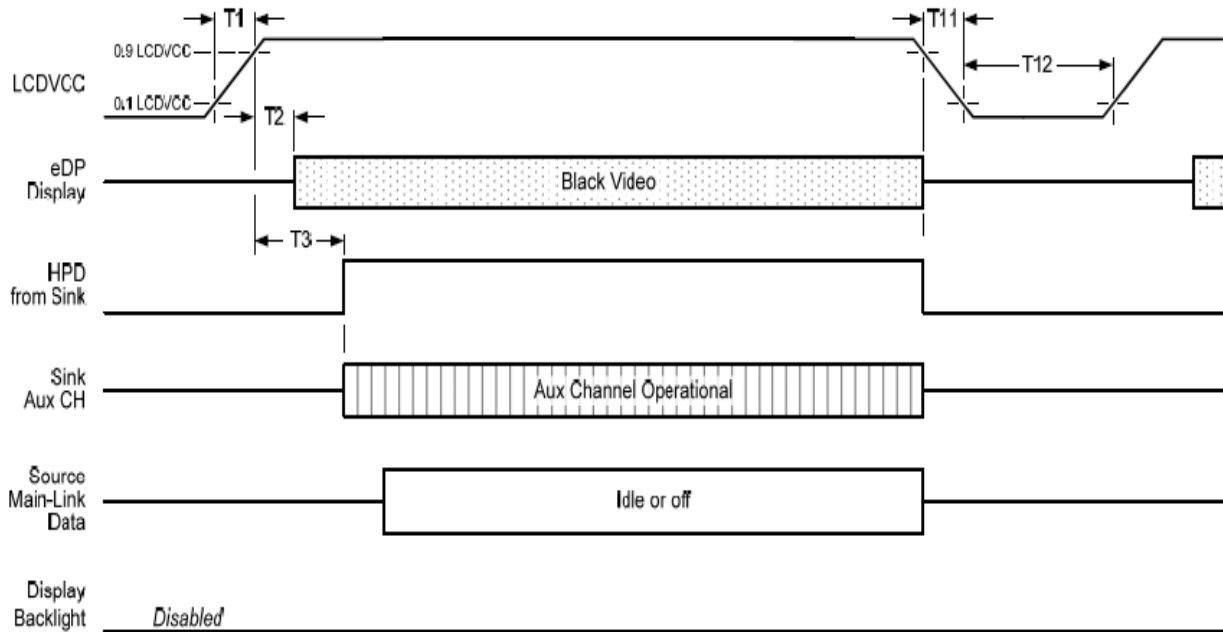 T1
T11
0.9 LCDVCC
LCDVCC
T12
0.1 LCDVCC
T2
eDP
Display
Black Video
T3
HPD
from Sink
Sink
Aux CH
Aux Channel Operational
Source
Main-Link
Data
Idle or off
Display
Backlight
Disabled